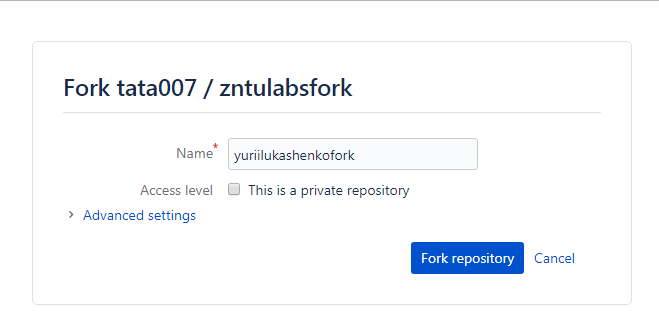 Fork tata007 / zntulabsfork
Name* yuriilukashenkofork
Access level This is a private repository
Advanced settings
Fork repository Cancel